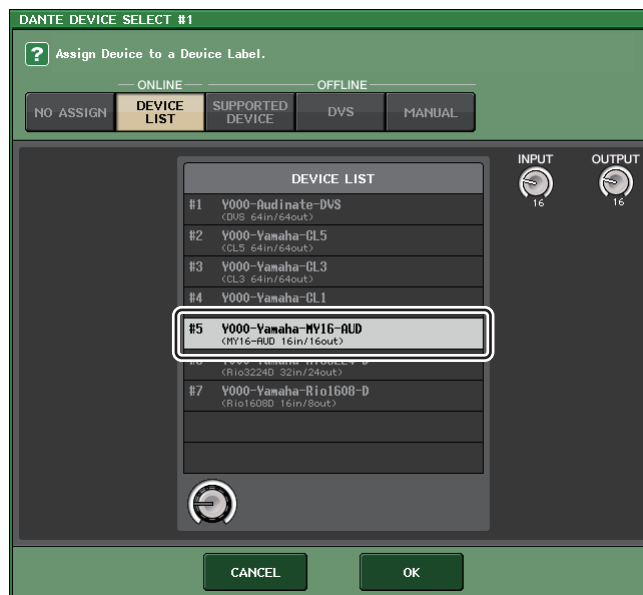 DANTE DEVICE SELECT #1
? Assign Device to a Device Label.
ONLINE OFFLINE
NO ASSIGN DEVICE LIST SUPPORTED DEVICE DVS MANUAL
DEVICE LIST
INPUT OUTPUT
16 16
#1 Y000-Audinate-DVS
(DVS 64in/64out)
#2 Y000-Yamaha-CL5
(CL5 64in/64out)
#3 Y000-Yamaha-CL3
(CL3 64in/64out)
#4 Y000-Yamaha-CL1
#5 Y000-Yamaha-MY16-AUD
(MY16-AUD 16in/16out)
(Rio3224D 32in/24out)
#7 Y000-Yamaha-Rio1608-D
(Rio1608D 16in/8out)
CANCEL OK